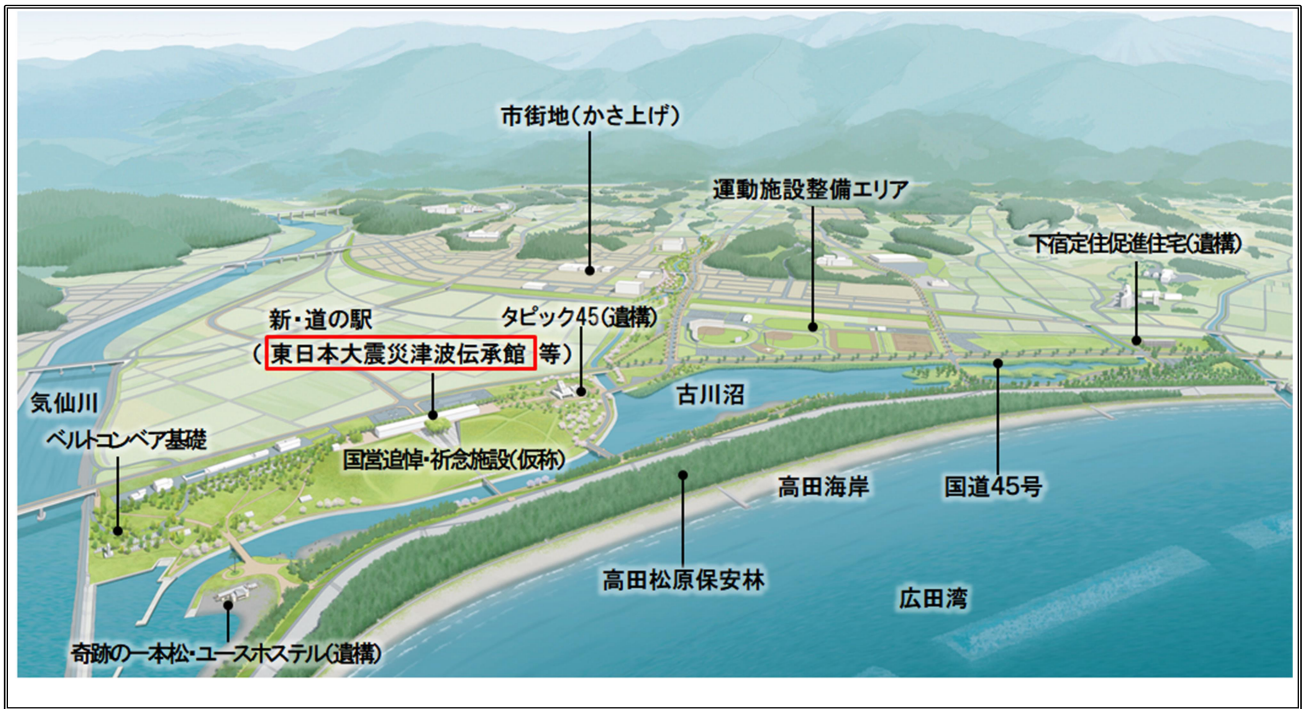 市街地(かさ上げ)
運動施設整備エリア
下宿定住促進住宅(遺構)
新・道の駅
(東日本大震災津波伝承館 等)
タピック45(遺構)
気仙川
ベルトコンベア基礎
古川沼
国営追悼・祈念施設(仮称)
高田海岸
国道45号
高田松原保安林
広田湾
奇跡の一本松・ユースホステル(遺構)